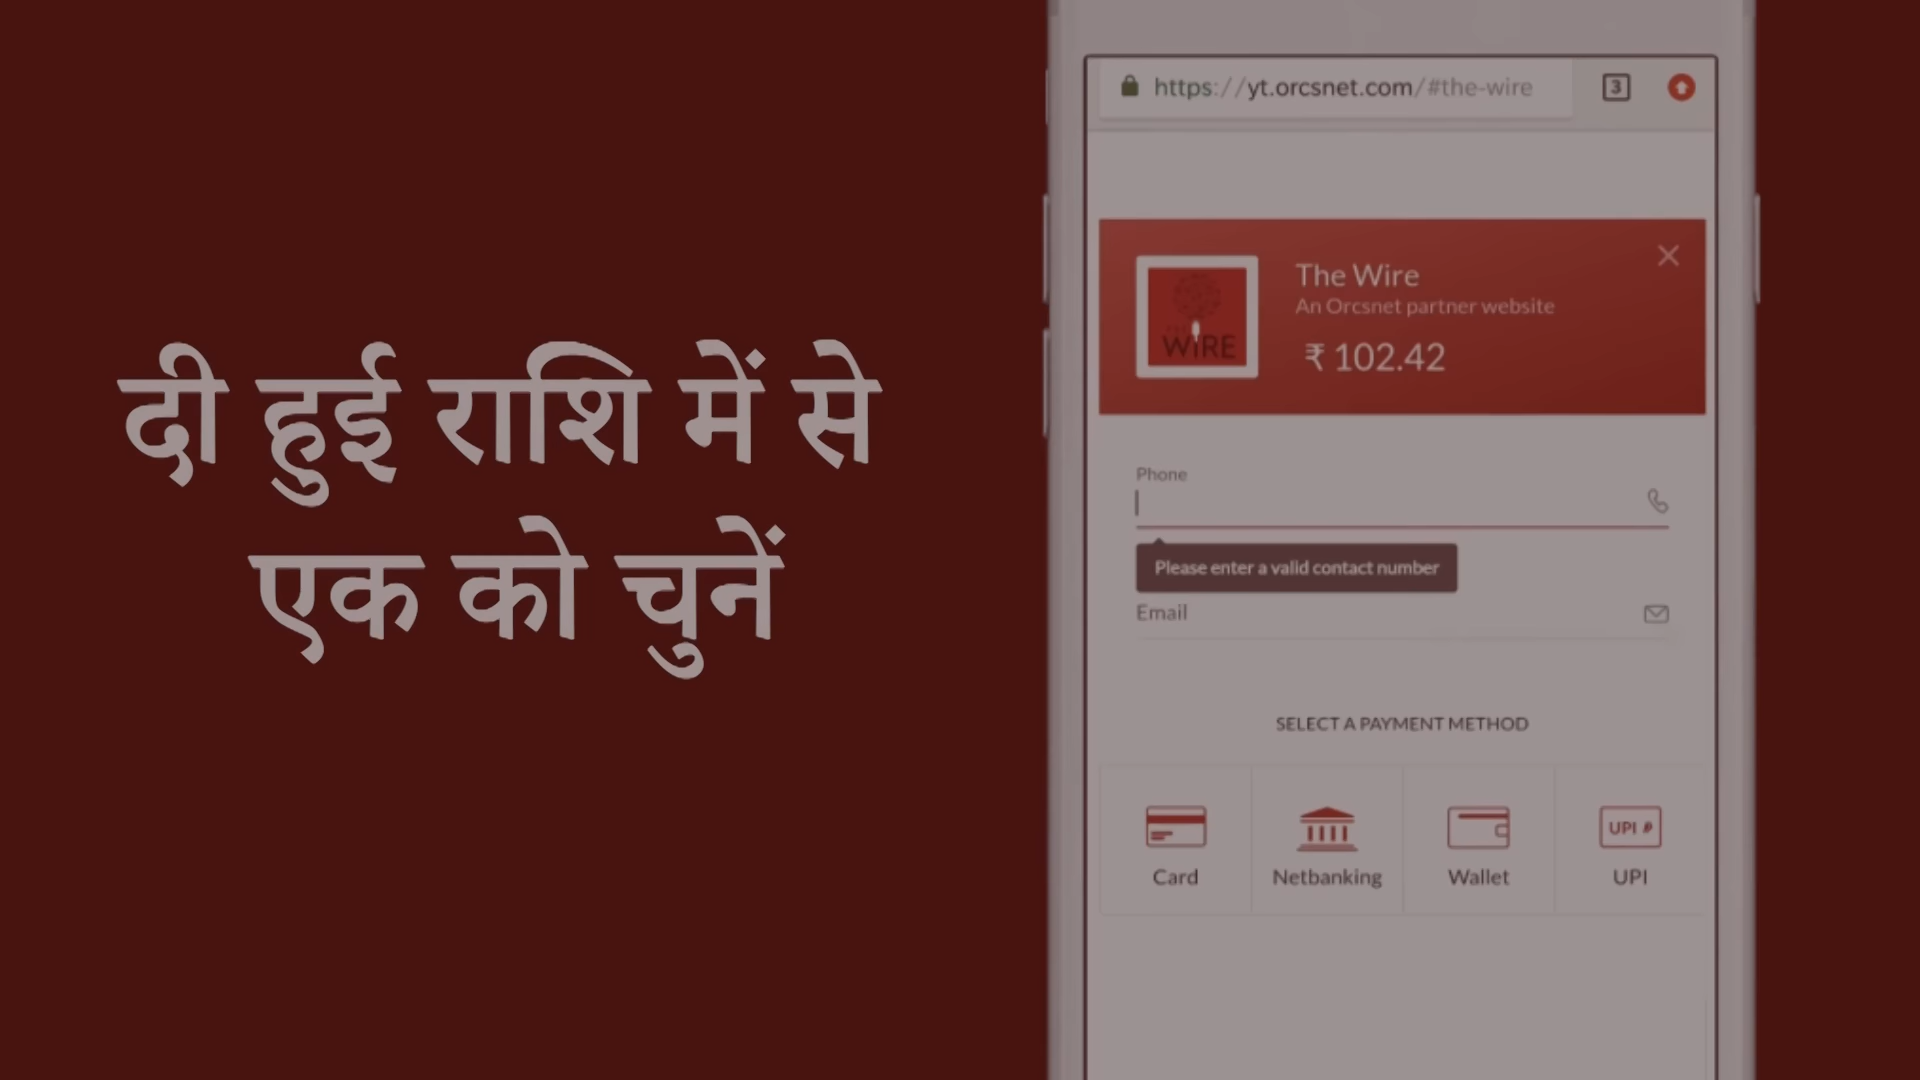 दी हुई राशि में से
एक को चुनें
https://yt.orcsnet.com/#the-wire
3
The Wire
An Orcsnet partner website
₹ 102.42
WIRE
Phone
Please enter a valid contact number
Email
SELECT A PAYMENT METHOD
Card
Netbanking
Wallet
UPI
UPI